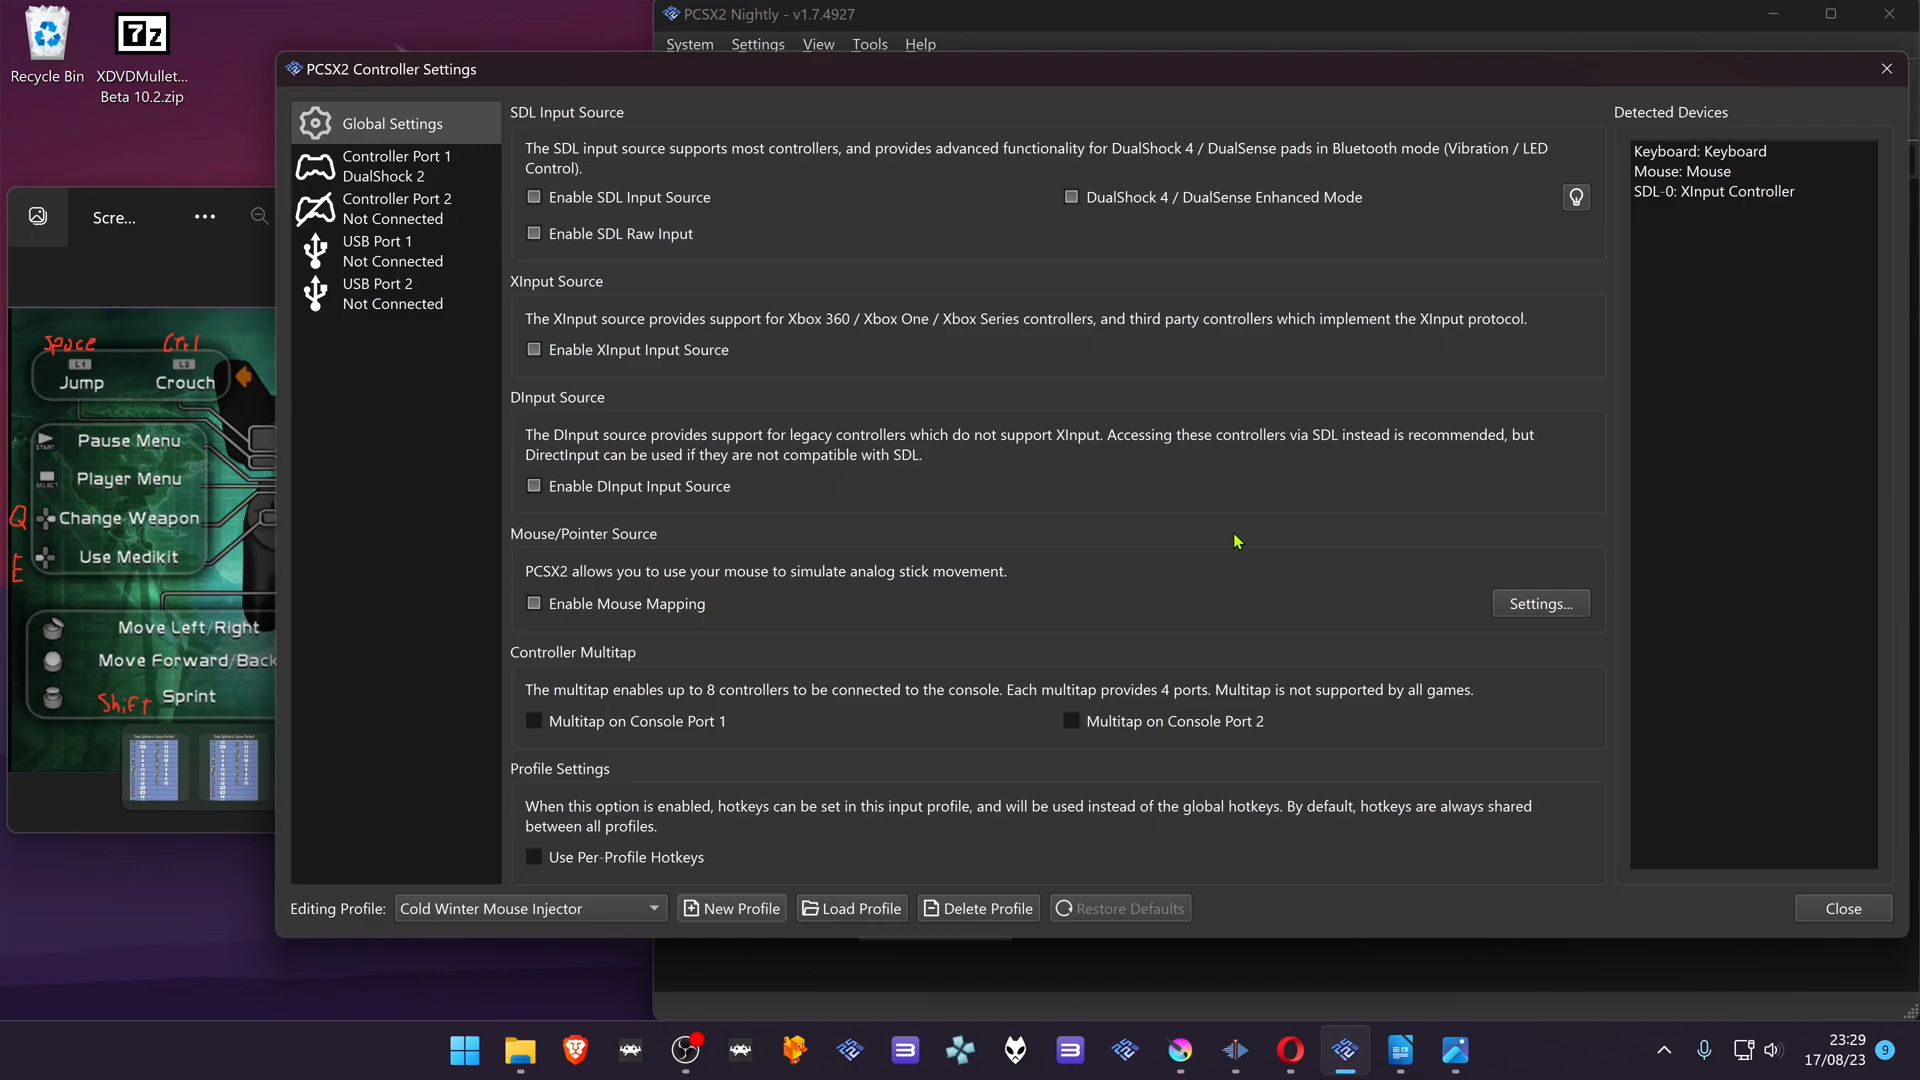 PCSX2 Nightly - v1.7.4927
System Settings View Tools Help
Recycle Bin
XDVDMullet...
Beta 10.2.zip
Scre...
Space Ctrl
L1 L2
Jump Crouch
START
Pause Menu
SELECT
Player Menu
Q Change Weapon
E Use Medikit
Move Left/Right
Move Forward/Back
Shift Sprint
PCSX2 Controller Settings
Global Settings
Controller Port 1
DualShock 2
Controller Port 2
Not Connected
USB Port 1
Not Connected
USB Port 2
Not Connected
SDL Input Source
The SDL input source supports most controllers, and provides advanced functionality for DualShock 4 / DualSense pads in Bluetooth mode (Vibration / LED
Control).
Enable SDL Input Source
DualShock 4 / DualSense Enhanced Mode
Enable SDL Raw Input
XInput Source
The XInput source provides support for Xbox 360 / Xbox One / Xbox Series controllers, and third party controllers which implement the XInput protocol.
Enable XInput Input Source
DInput Source
The DInput source provides support for legacy controllers which do not support XInput. Accessing these controllers via SDL instead is recommended, but
DirectInput can be used if they are not compatible with SDL.
Enable DInput Input Source
Mouse/Pointer Source
PCSX2 allows you to use your mouse to simulate analog stick movement.
Enable Mouse Mapping
Settings...
Controller Multitap
The multitap enables up to 8 controllers to be connected to the console. Each multitap provides 4 ports. Multitap is not supported by all games.
Multitap on Console Port 1
Multitap on Console Port 2
Profile Settings
When this option is enabled, hotkeys can be set in this input profile, and will be used instead of the global hotkeys. By default, hotkeys are always shared
between all profiles.
Use Per-Profile Hotkeys
Detected Devices
Keyboard: Keyboard
Mouse: Mouse
SDL-0: XInput Controller
Editing Profile: Cold Winter Mouse Injector
New Profile
Load Profile
Delete Profile
Restore Defaults
Close
23:29
17/08/23
9